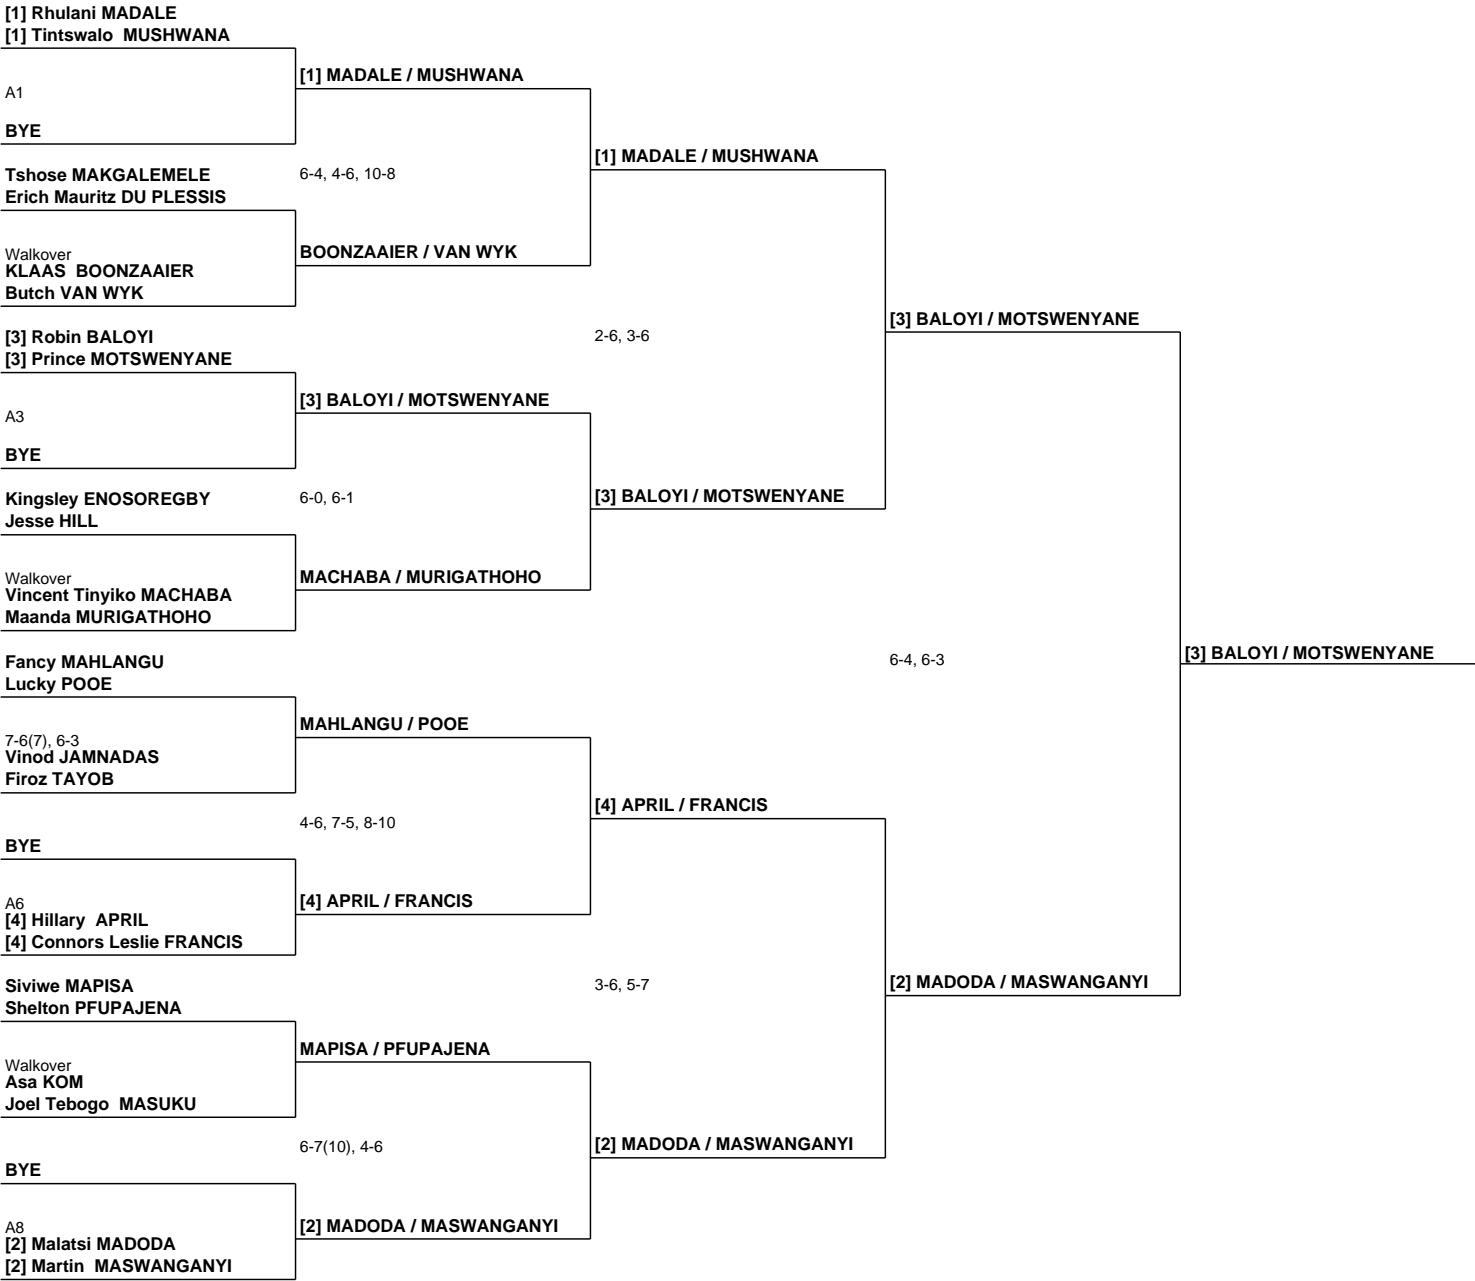 [1] Rhulani MADALE
[1] Tintswalo MUSHWANA
[1] MADALE / MUSHWANA
A1
BYE
[1] MADALE / MUSHWANA
Tshose MAKGALEMELE
6-4, 4-6, 10-8
Erich Mauritz DU PLESSIS
Walkover
BOONZAAIER / VAN WYK
KLAAS BOONZAAIER
Butch VAN WYK
[3] BALOYI / MOTSWENYANE
[3] Robin BALOYI
2-6, 3-6
[3] Prince MOTSWENYANE
[3] BALOYI / MOTSWENYANE
A3
BYE
Kingsley ENOSOREGBY
6-0, 6-1
[3] BALOYI / MOTSWENYANE
Jesse HILL
Walkover
MACHABA / MURIGATHOHO
Vincent Tinyiko MACHABA
Maanda MURIGATHOHO
Fancy MAHLANGU
6-4, 6-3
[3] BALOYI / MOTSWENYANE
Lucky POOE
MAHLANGU / POOE
7-6(7), 6-3
Vinod JAMNADAS
Firoz TAYOB
[4] APRIL / FRANCIS
4-6, 7-5, 8-10
BYE
A6
[4] APRIL / FRANCIS
[4] Hillary APRIL
[4] Connors Leslie FRANCIS
Siviwe MAPISA
3-6, 5-7
[2] MADODA / MASWANGANYI
Shelton PFUPAJENA
MAPISA / PFUPAJENA
Walkover
Asa KOM
Joel Tebogo MASUKU
6-7(10), 4-6
[2] MADODA / MASWANGANYI
BYE
A8
[2] MADODA / MASWANGANYI
[2] Malatsi MADODA
[2] Martin MASWANGANYI